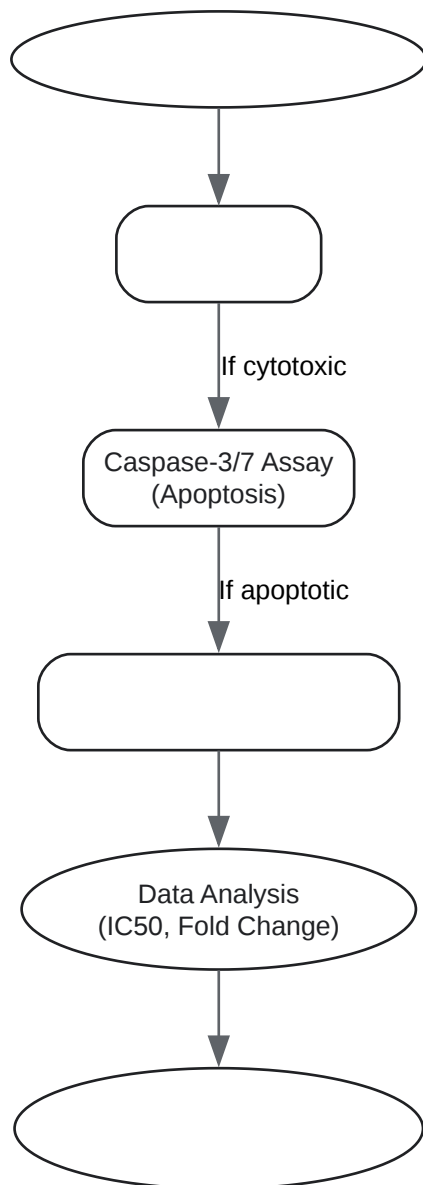 If cytotoxic
Caspase-3/7 Assay
(Apoptosis)
If apoptotic
Data Analysis
(IC50, Fold Change)